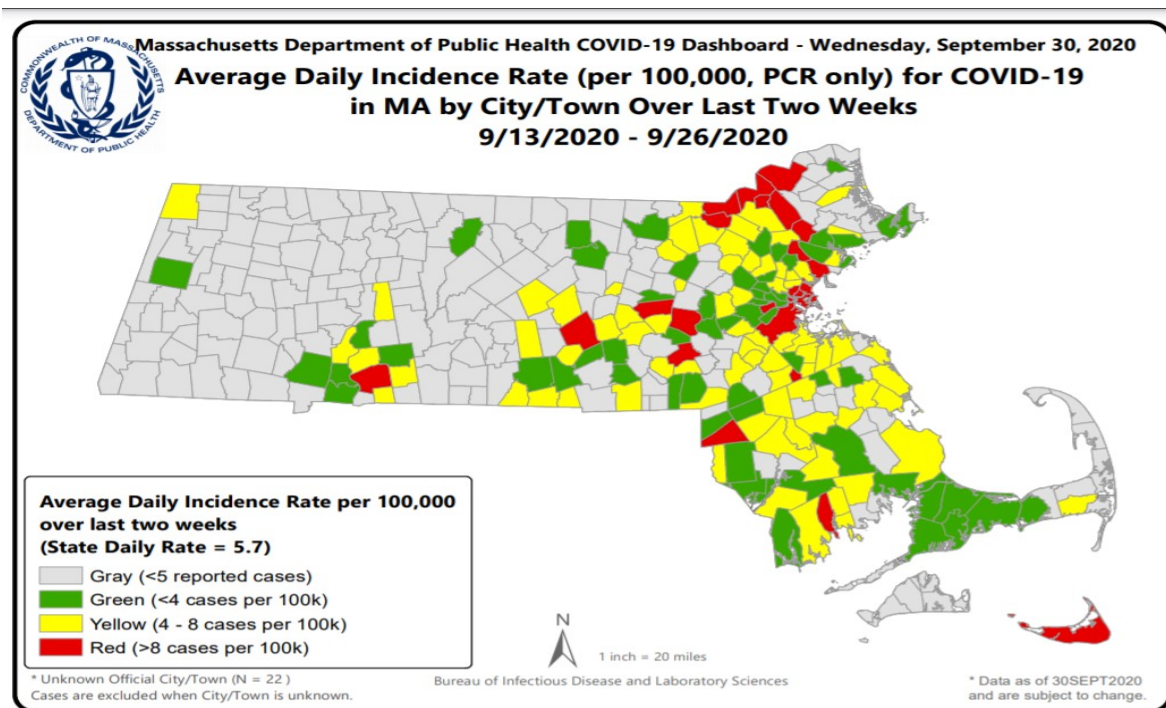 Massachusetts Department of Public Health COVID-19 Dashboard - Wednesday, September 30, 2020
Average Daily Incidence Rate (per 100,000, PCR only) for COVID-19
in MA by City/Town Over Last Two Weeks
9/13/2020 - 9/26/2020
COMMONWEALTH OF MASSACHUSETTS
DEPARTMENT OF PUBLIC HEALTH
Average Daily Incidence Rate per 100,000
over last two weeks
(State Daily Rate = 5.7)
Gray (<5 reported cases)
Green (<4 cases per 100k)
Yellow (4 - 8 cases per 100k)
Red (>8 cases per 100k)
* Unknown Official City/Town (N = 22 )
Cases are excluded when City/Town is unknown.
N
1 inch = 20 miles
Bureau of Infectious Disease and Laboratory Sciences
* Data as of 30SEPT2020
and are subject to change.